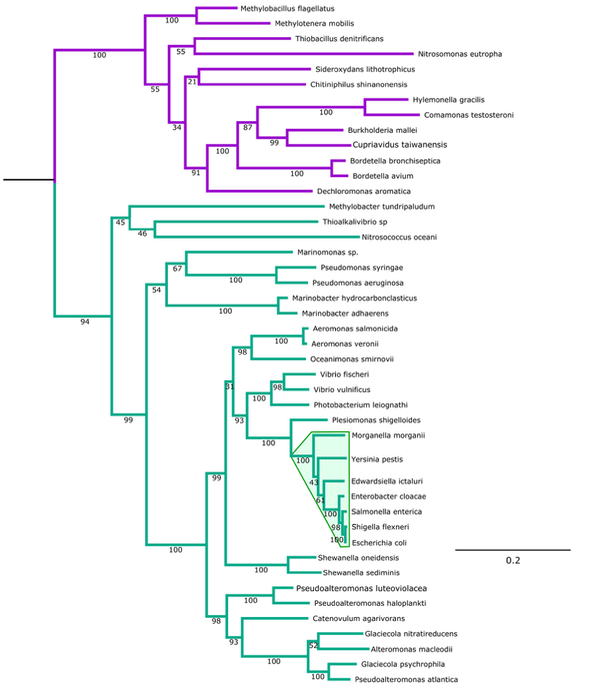 Methylobacillus flagellatus
100
Methylotenera mobilis
Thiobacillus denitrificans
55
100
Nitrosomonas eutropha
Sideroxydans lithotrophicus
21
55
Chitiniphilus shinanonensis
Hylemonella gracilis
100
Comamonas testosteroni
34
87
Burkholderia mallei
99
Cupriavidus taiwanensis
100
Bordetella bronchiseptica
91
100
Bordetella avium
Dechloromonas aromatica
Methylobacter tundripaludum
45
Thioalkalivibrio sp
46
Nitrosococcus oceani
Marinomonas sp.
67
Pseudomonas syringae
100
Pseudomonas aeruginosa
54
Marinobacter hydrocarbonclasticus
100
Marinobacter adhaerens
94
Aeromonas salmonicida
100
Aeromonas veronii
98
Oceanimonas smirnovii
Vibrio fischeri
31
98
Vibrio vulnificus
100
Photobacterium leiognathi
99
93
Plesiomonas shigelloides
100
Morganella morganii
100
Yersinia pestis
99
43
Edwardsiella ictaluri
61
Enterobacter cloacae
100
Salmonella enterica
98
Shigella flexneri
100
Escherichia coli
100
Shewanella oneidensis
0.2
100
Shewanella sediminis
Pseudoalteromonas luteoviolacea
100
Pseudoalteromonas haloplankti
98
Catenovulum agarivorans
93
Glaciecola nitratireducens
52
Alteromonas macleodii
100
Glaciecola psychrophila
100
Pseudoalteromonas atlantica